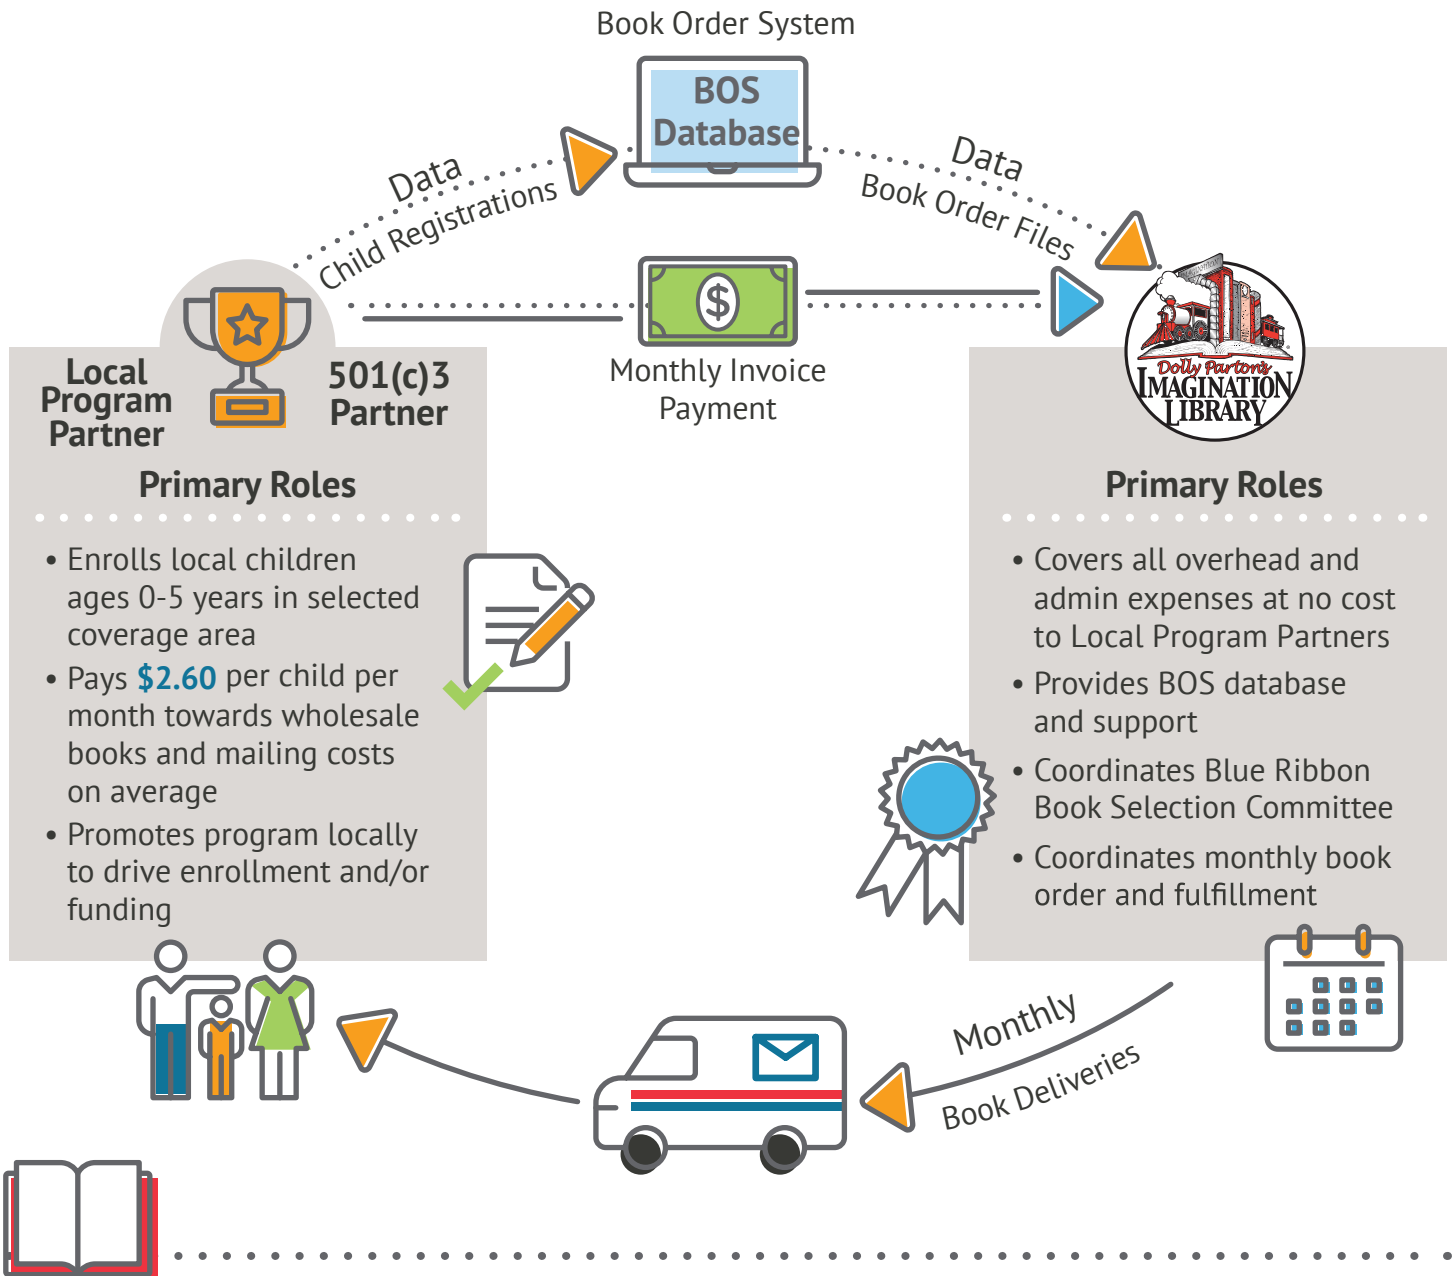 Book Order System
BOS
Database
Data
Child Registrations
Data
Book Order Files
$
Monthly Invoice
Payment
Local
Program
Partner
501(c)3
Partner
Primary Roles
• Enrolls local children
ages 0-5 years in selected
coverage area
• Pays $2.60 per child per
month towards wholesale
books and mailing costs
on average
• Promotes program locally
to drive enrollment and/or
funding
Dolly Parton's
IMAGINATION
LIBRARY
Primary Roles
• Covers all overhead and
admin expenses at no cost
to Local Program Partners
• Provides BOS database
and support
• Coordinates Blue Ribbon
Book Selection Committee
• Coordinates monthly book
order and fulfillment
Monthly
Book Deliveries